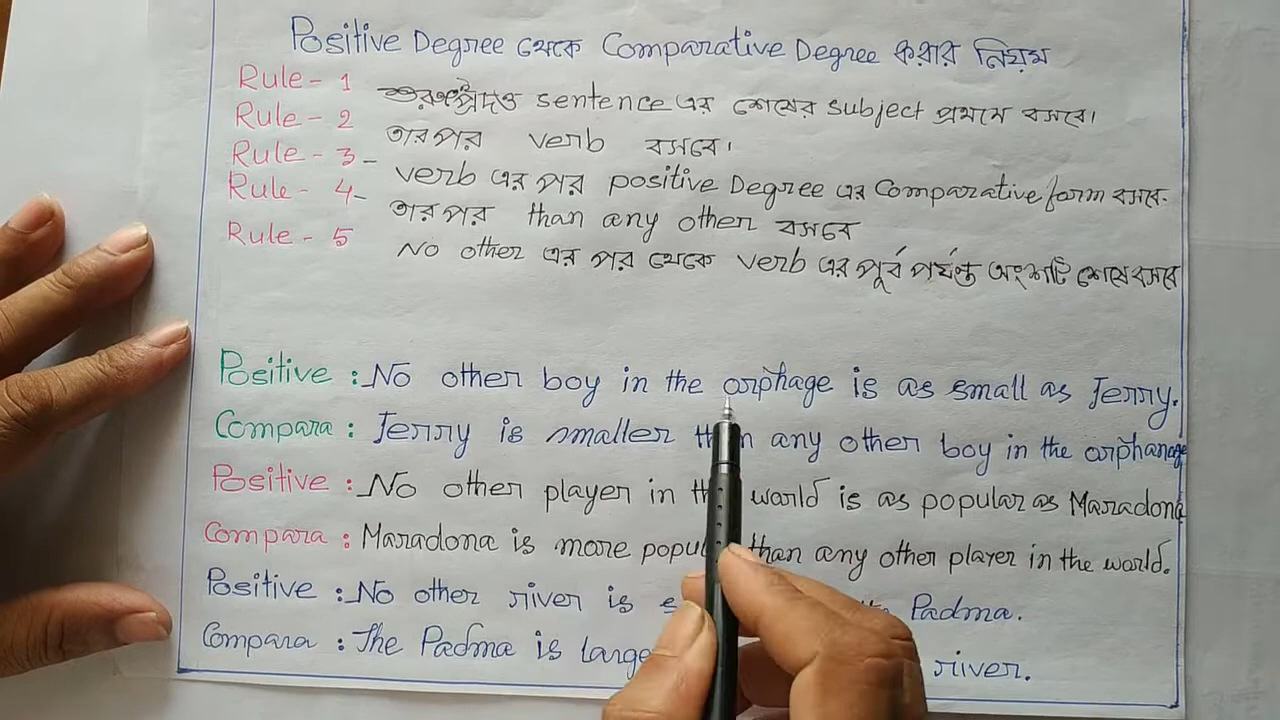 Positive Degree থেকে Comparative Degree করার নিয়ম
Rule - 1 প্রদত্ত sentence এর শেষের subject প্রথমে বসবে।
Rule - 2 তারপর verb বসবে।
Rule - 3 - verb এর পর positive Degree এর Comparative form বসবে-
Rule - 4 - তারপর than any other বসবে
Rule - 5 No other এর পর থেকে verb এর পূর্ব পর্যন্ত অংশটি শেষে বসবে
Positive : No other boy in the orphage is as small as Jerry.
Compara : Jerry is smaller than any other boy in the orphanage
Positive : No other player in the world is as popular as Maradona
Compara : Maradona is more popu than any other player in the world.
Positive : No other river is Padma.
Compara : The Padma is large river.